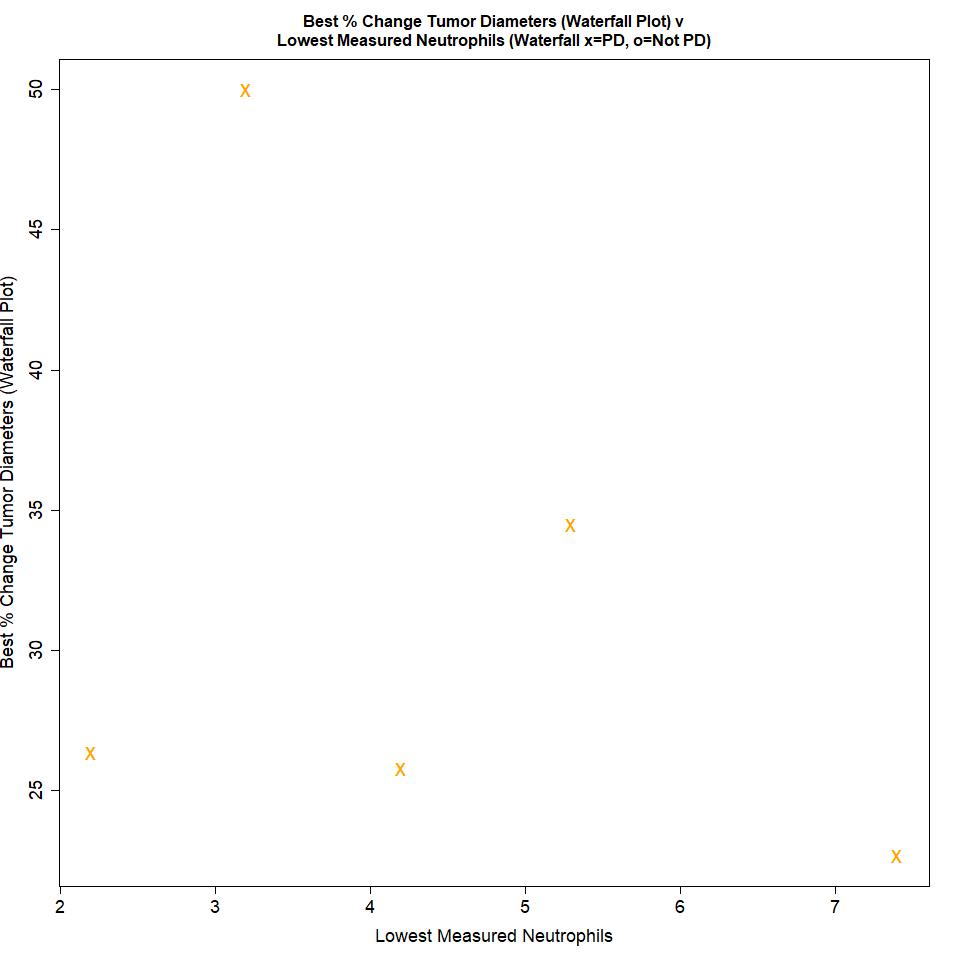 Best % Change Tumor Diameters (Waterfall Plot) v
Lowest Measured Neutrophils (Waterfall x=PD, o=Not PD)
Best % Change Tumor Diameters (Waterfall Plot)
50
45
40
35
30
25
X
X
X
X
X
2 3 4 5 6 7
Lowest Measured Neutrophils